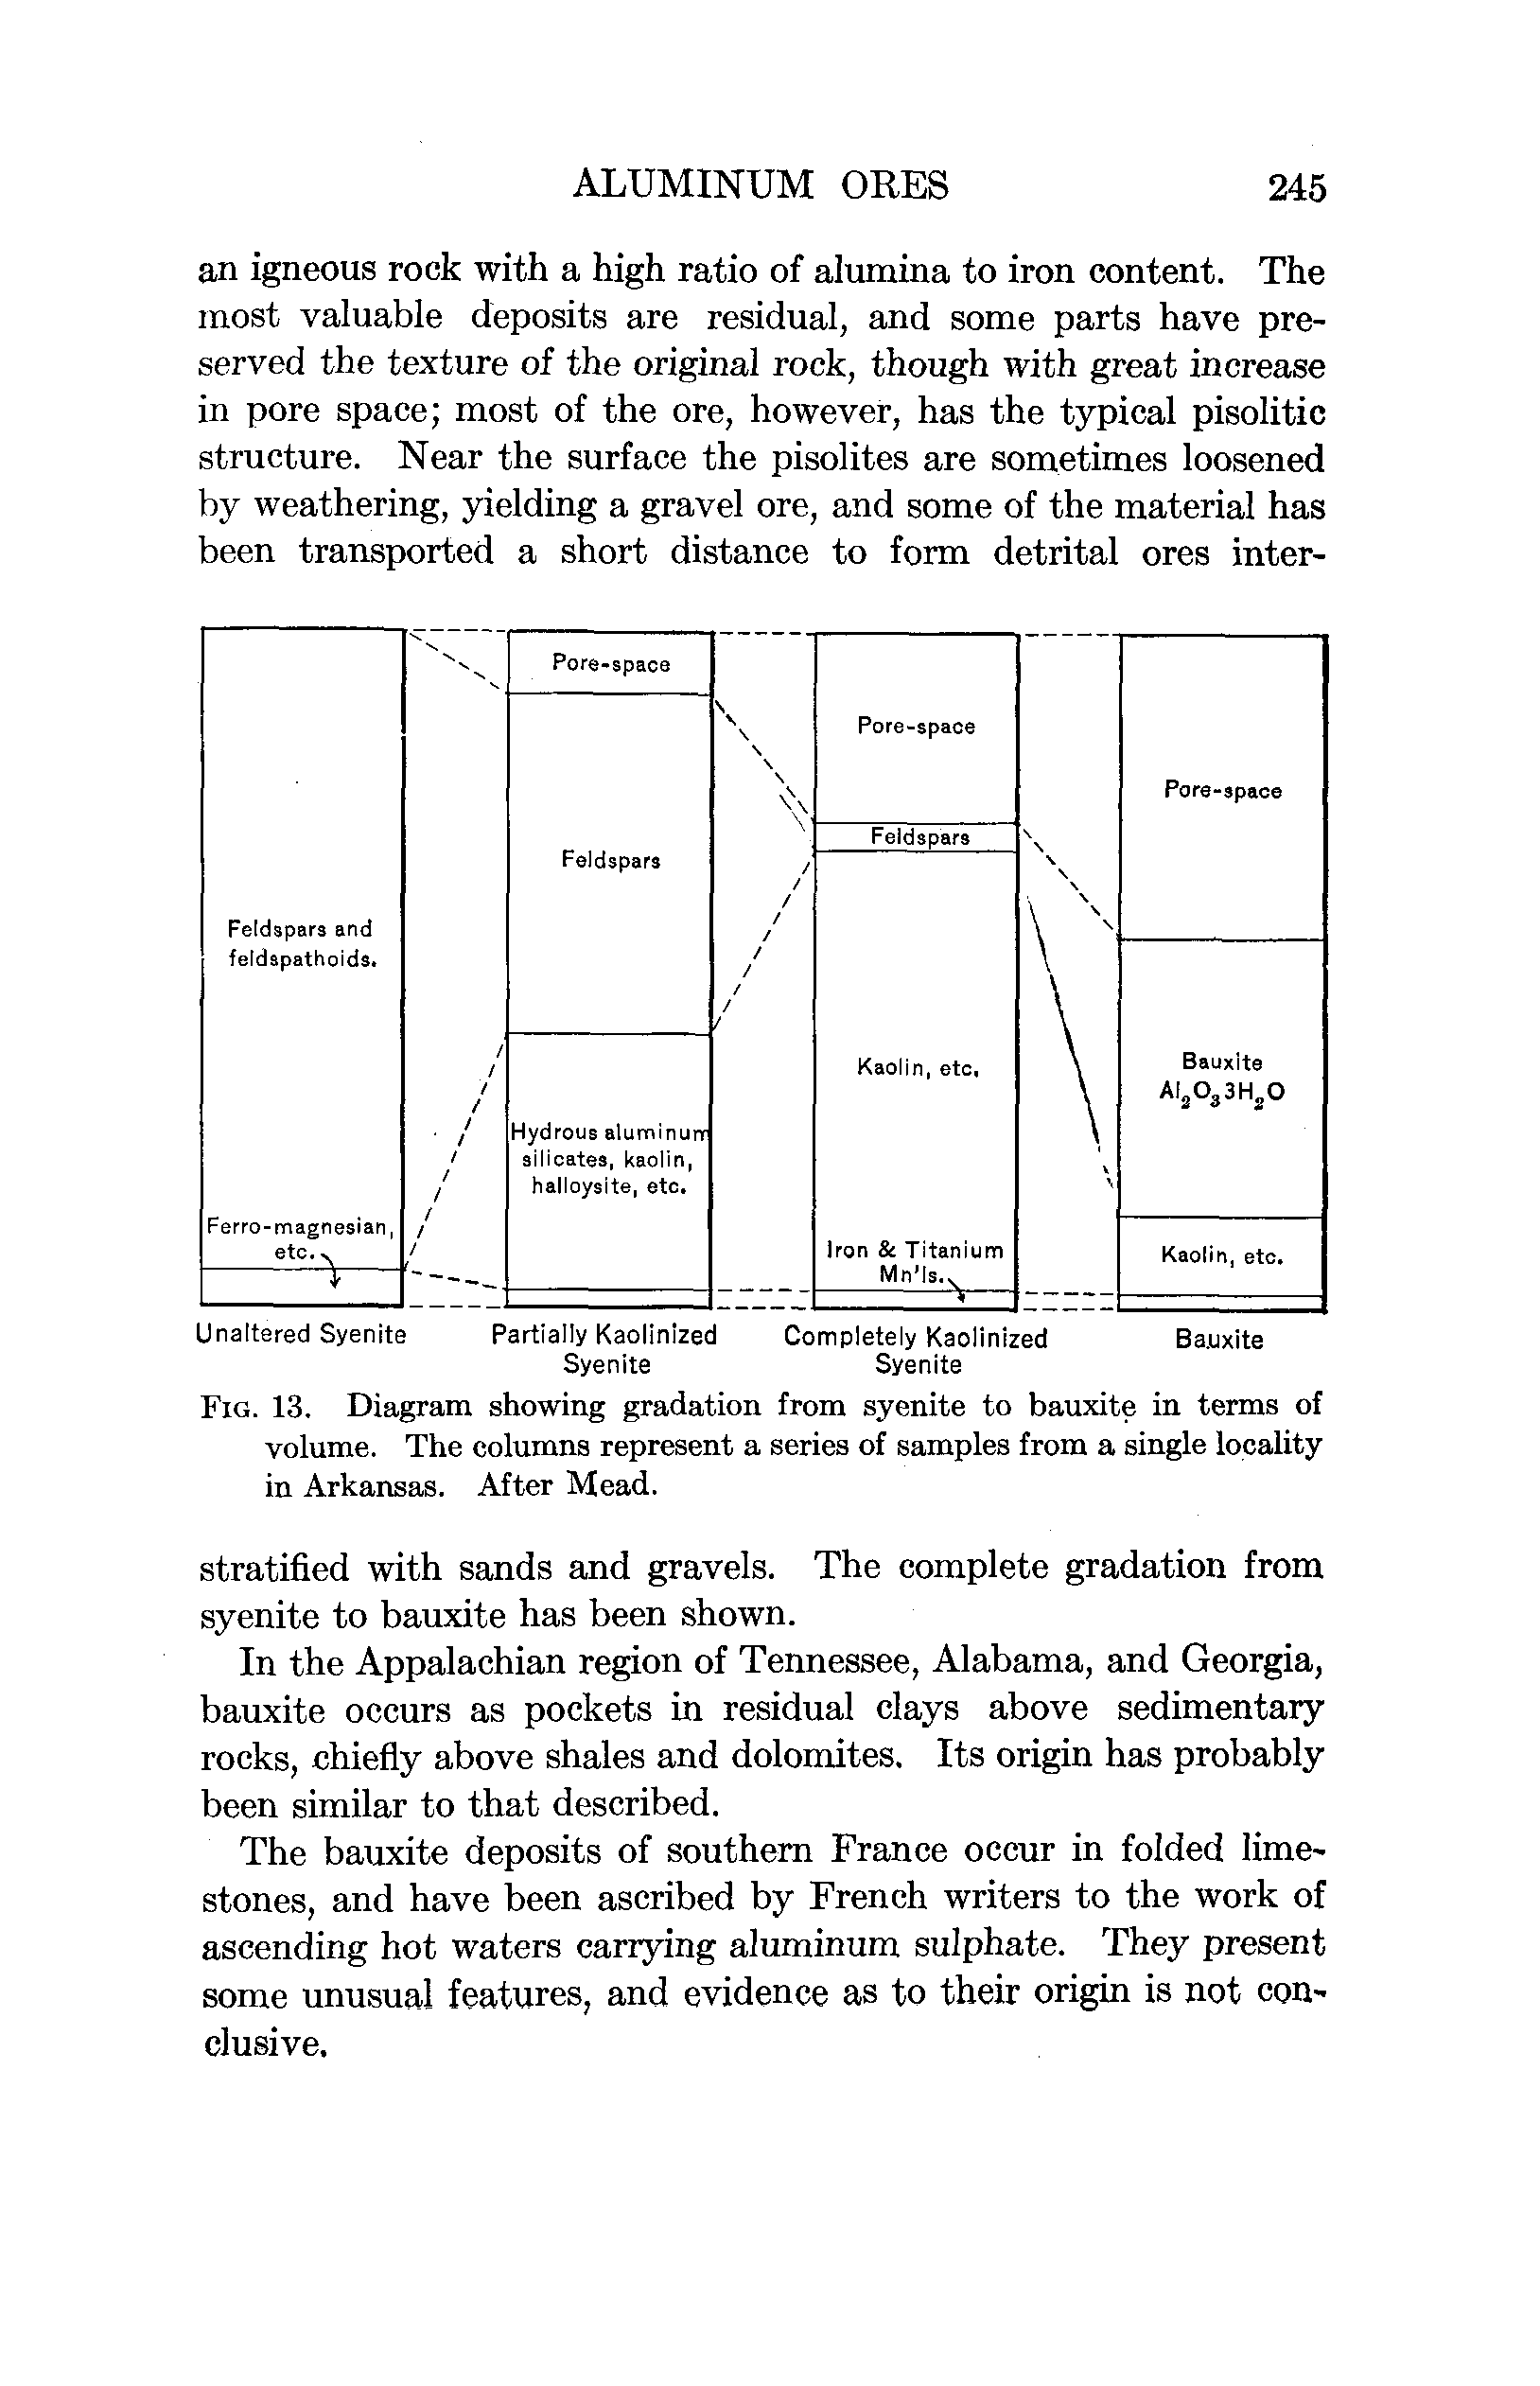 ALUMINUM ORES 245
an igneous rock with a high ratio of alumina to iron content. The
most valuable deposits are residual, and some parts have pre-
served the texture of the original rock, though with great increase
in pore space; most of the ore, however, has the typical pisolitic
structure. Near the surface the pisolites are sometimes loosened
by weathering, yielding a gravel ore, and some of the material has
been transported a short distance to form detrital ores inter-
Feldspars and
feldspathoids.
Ferro-magnesian,
etc.
Unaltered Syenite
Pore-space
Feldspars
Hydrous aluminum
silicates, kaolin,
halloysite, etc.
Partially Kaolinized
Syenite
Pore-space
Feldspars
Kaolin, etc.
Iron & Titanium
Mn'ls.
Completely Kaolinized
Syenite
Pore-space
Bauxite
Al₂O₃3H₂O
Kaolin, etc.
Bauxite
FIG. 13. Diagram showing gradation from syenite to bauxite in terms of
volume. The columns represent a series of samples from a single locality
in Arkansas. After Mead.
stratified with sands and gravels. The complete gradation from
syenite to bauxite has been shown.
In the Appalachian region of Tennessee, Alabama, and Georgia,
bauxite occurs as pockets in residual clays above sedimentary
rocks, chiefly above shales and dolomites. Its origin has probably
been similar to that described.
The bauxite deposits of southern France occur in folded lime-
stones, and have been ascribed by French writers to the work of
ascending hot waters carrying aluminum sulphate. They present
some unusual features, and evidence as to their origin is not con-
clusive.